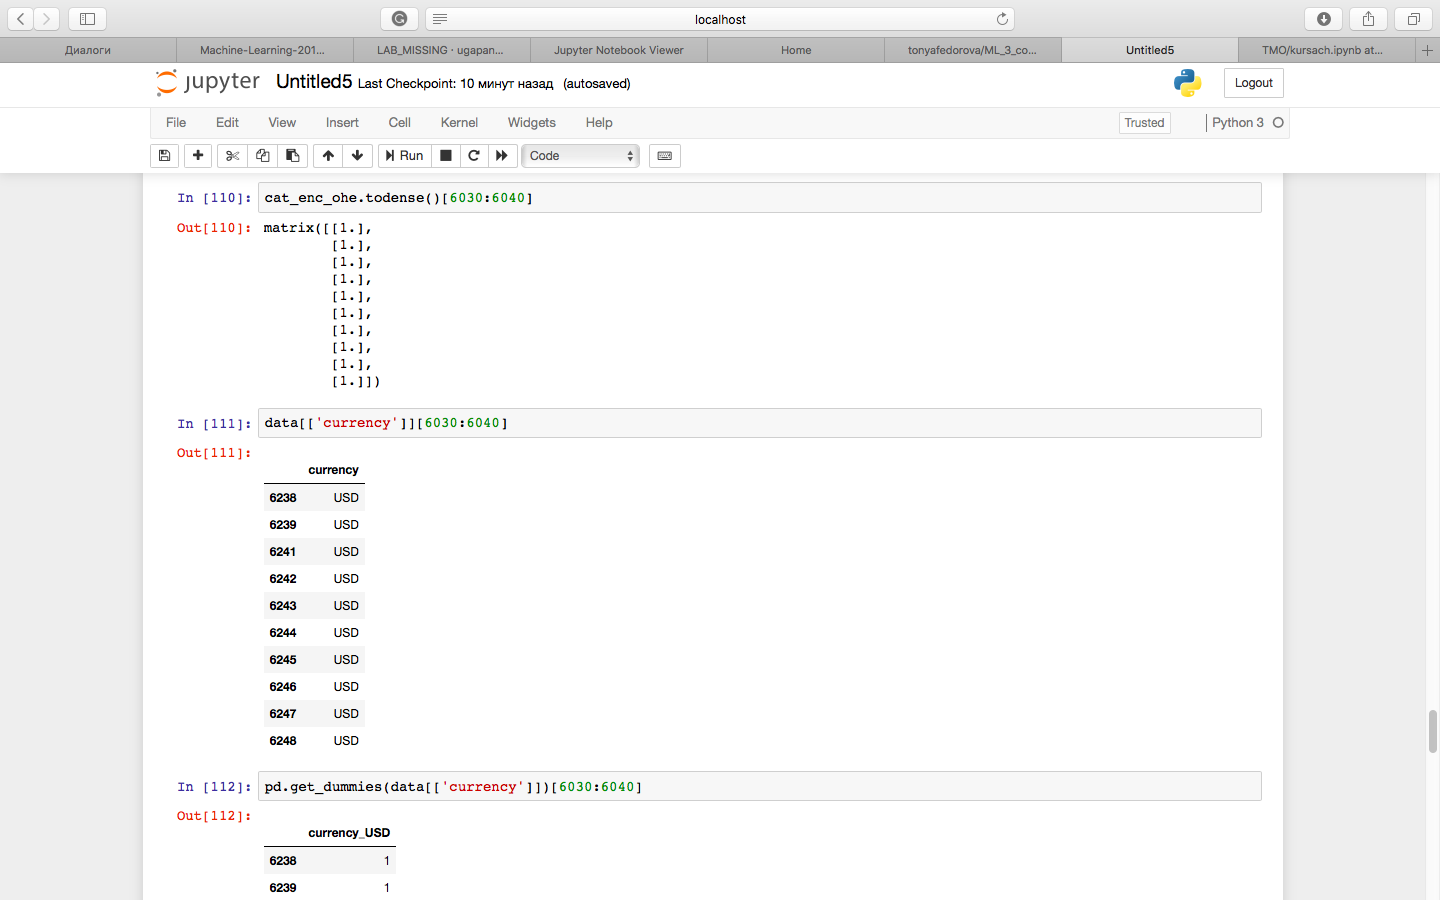 localhost
Диалоги
Machine-Learning-201...
LAB_MISSING · ugapan...
Jupyter Notebook Viewer
Home
tonyafedorova/ML_3_co...
Untitled5
TMO/kursach.ipynb at...
jupyter Untitled5 Last Checkpoint: 10 минут назад (autosaved)
Logout
File Edit View Insert Cell Kernel Widgets Help
Trusted
Python 3
Run
Code
In [110]: cat_enc_ohe.todense()[6030:6040]
Out[110]: matrix([[1.],
[1.],
[1.],
[1.],
[1.],
[1.],
[1.],
[1.],
[1.],
[1.]])
In [111]: data[['currency']][6030:6040]
Out[111]:
currency
6238 USD
6239 USD
6241 USD
6242 USD
6243 USD
6244 USD
6245 USD
6246 USD
6247 USD
6248 USD
In [112]: pd.get_dummies(data[['currency']])[6030:6040]
Out[112]:
currency_USD
6238 1
6239 1